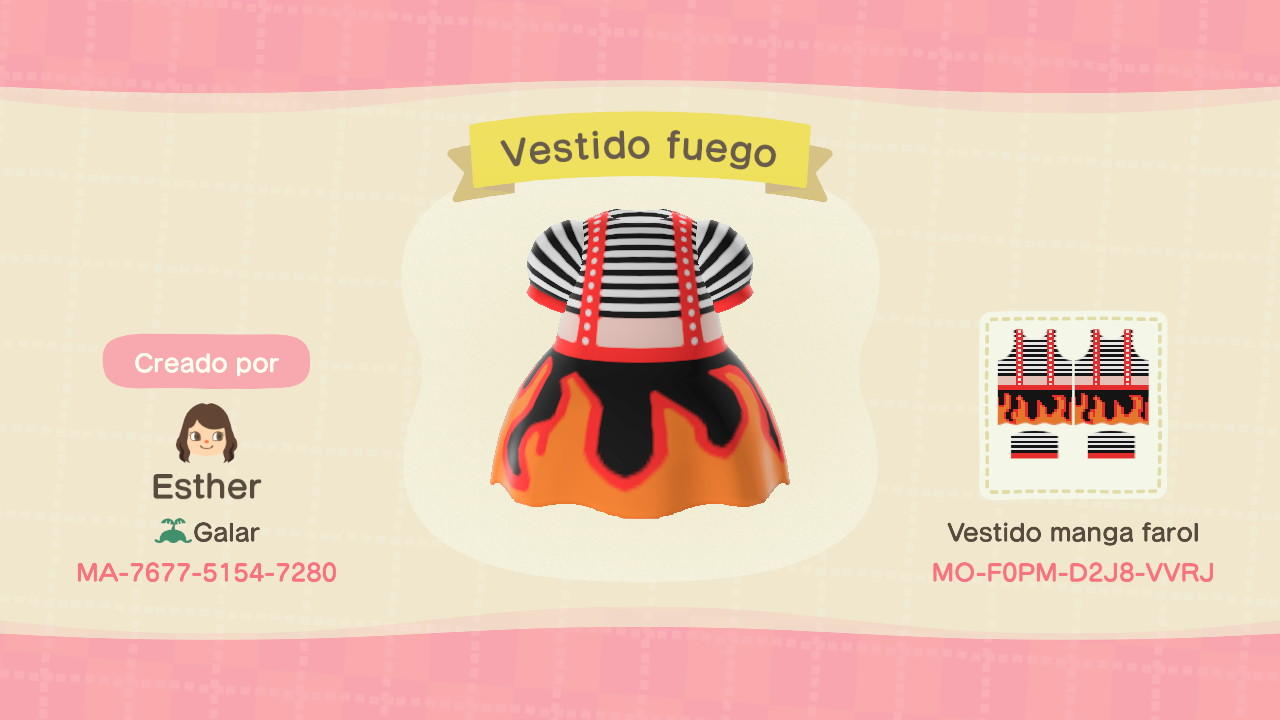 Vestido fuego
Creado por
Esther
Galar
MA-7677-5154-7280
Vestido manga farol
MO-F0PM-D2J8-VVRJ